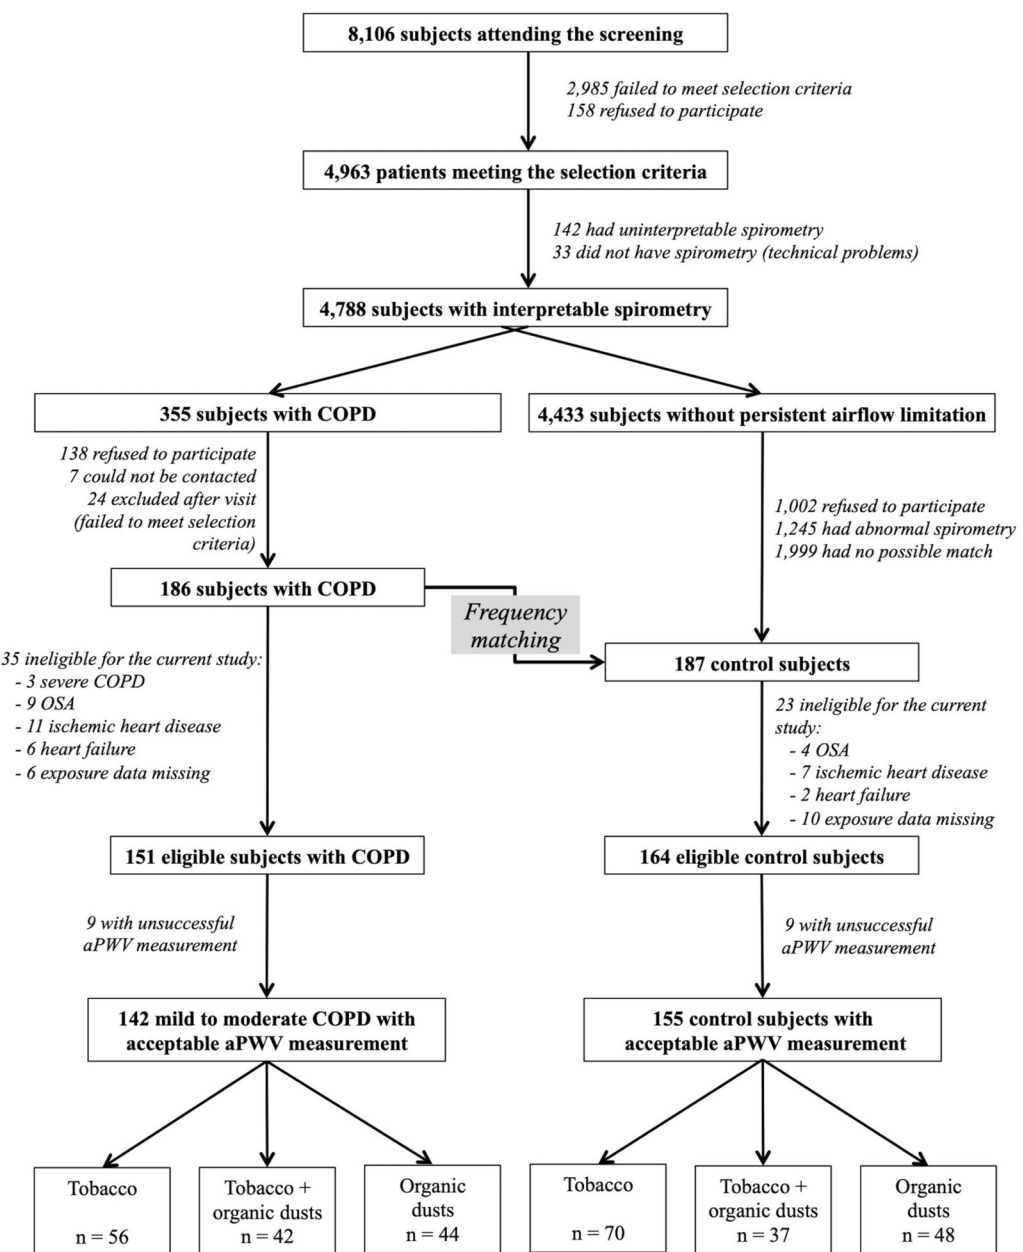 8,106 subjects attending the screening
2,985 failed to meet selection criteria
158 refused to participate
4,963 patients meeting the selection criteria
142 had uninterpretable spirometry
33 did not have spirometry (technical problems)
4,788 subjects with interpretable spirometry
355 subjects with COPD
4,433 subjects without persistent airflow limitation
138 refused to participate
7 could not be contacted
24 excluded after visit
(failed to meet selection
criteria)
1,002 refused to participate
1,245 had abnormal spirometry
1,999 had no possible match
186 subjects with COPD
Frequency
matching
187 control subjects
35 ineligible for the current study:
- 3 severe COPD
- 9 OSA
- 11 ischemic heart disease
- 6 heart failure
- 6 exposure data missing
23 ineligible for the current
study:
- 4 OSA
- 7 ischemic heart disease
- 2 heart failure
- 10 exposure data missing
151 eligible subjects with COPD
164 eligible control subjects
9 with unsuccessful
aPWV measurement
9 with unsuccessful
aPWV measurement
142 mild to moderate COPD with
acceptable aPWV measurement
155 control subjects with
acceptable aPWV measurement
Tobacco
n = 56
Tobacco +
organic dusts
n = 42
Organic
dusts
n = 44
Tobacco
n = 70
Tobacco +
organic dusts
n = 37
Organic
dusts
n = 48